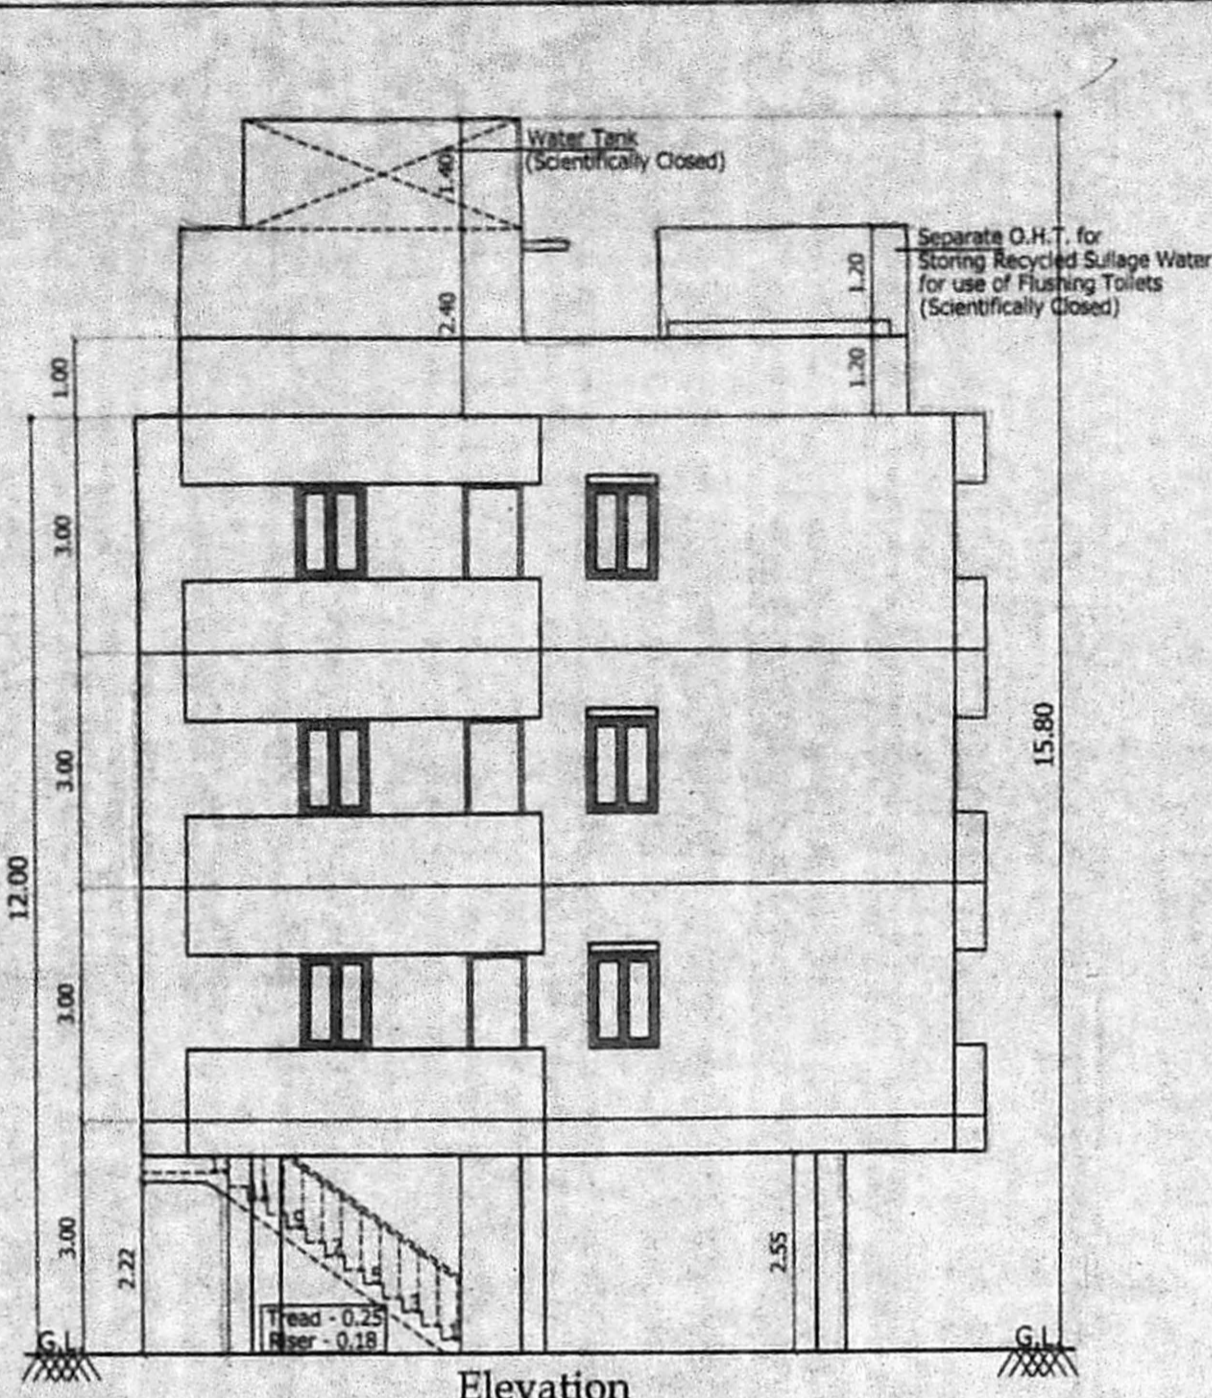 Water Tank
(Scientifically Closed)
1.40
Separate O.H.T. for
Storing Recycled Sullage Water
for use of Flushing Toilets
(Scientifically Closed)
1.20
2.40
1.00
1.20
3.00
15.80
3.00
12.00
3.00
3.00
2.22
2.55
Tread - 0.25
Riser - 0.18
G.L.
G.L.
Elevation